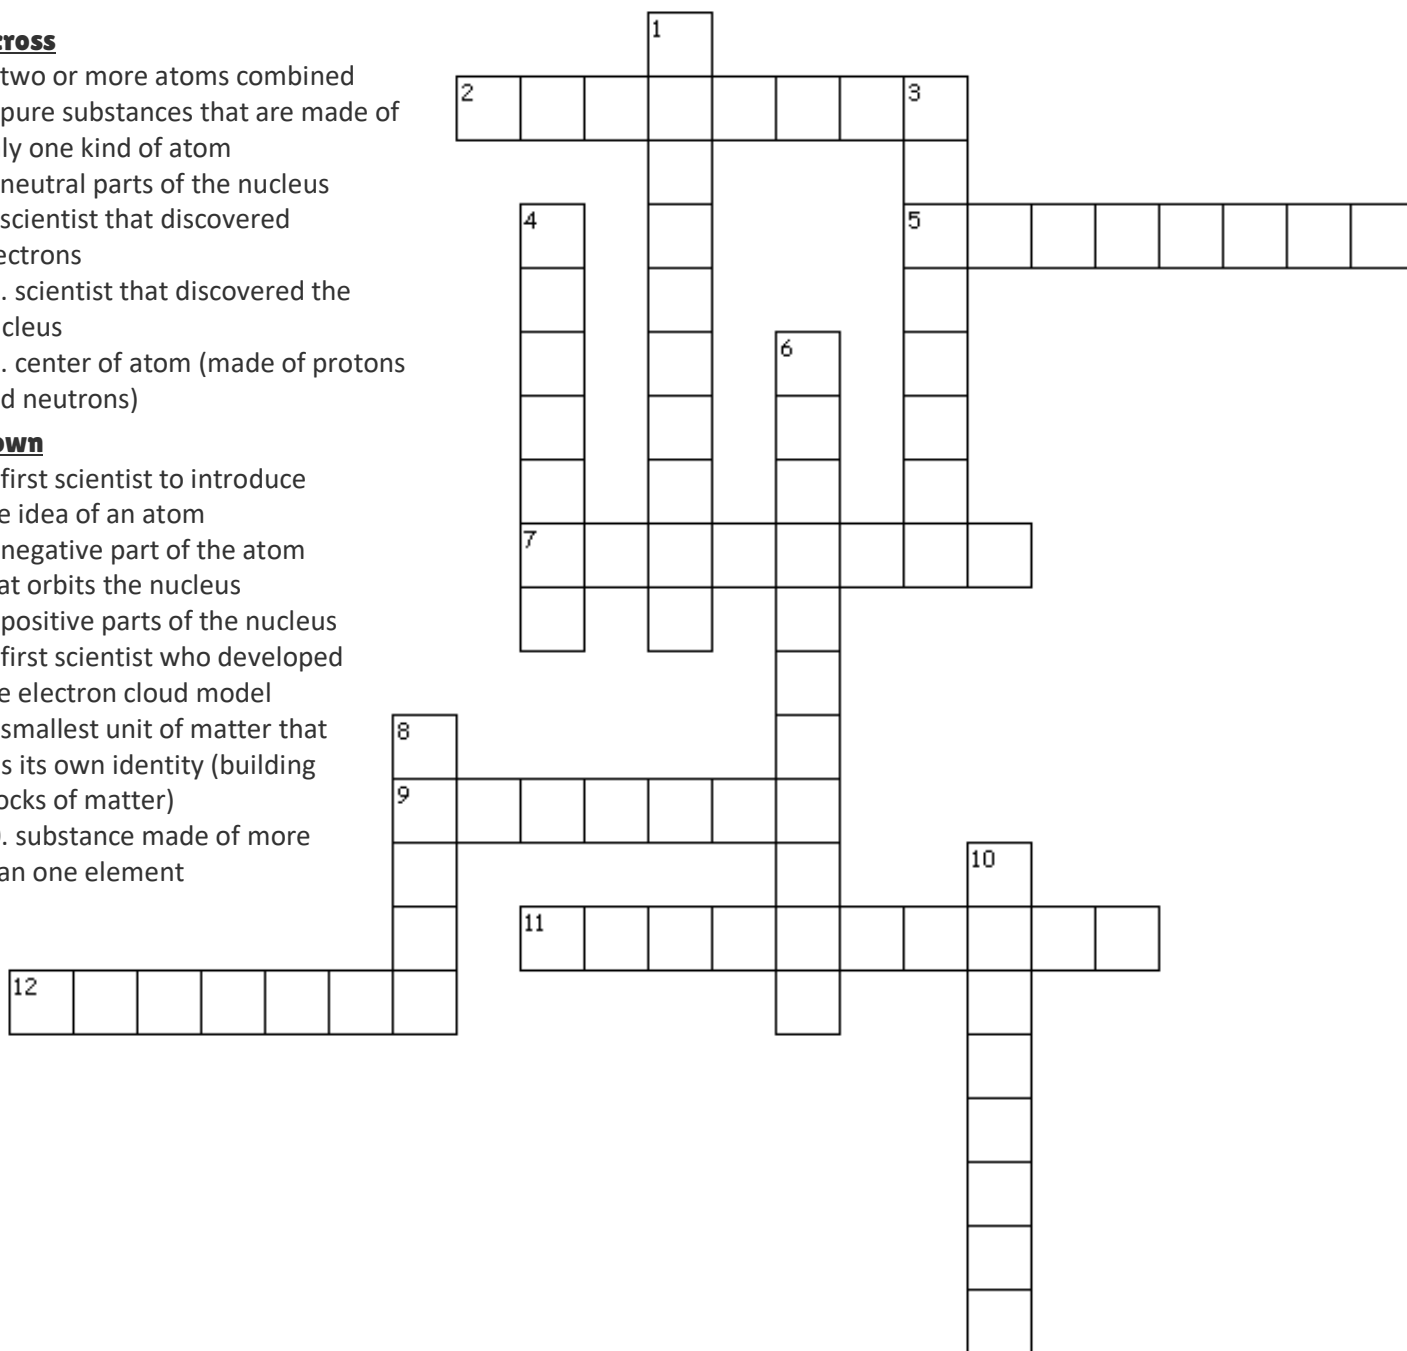 cross
two or more atoms combined
pure substances that are made of
ly one kind of atom
neutral parts of the nucleus
scientist that discovered
ectrons
. scientist that discovered the
cleus
. center of atom (made of protons
d neutrons)
own
first scientist to introduce
e idea of an atom
negative part of the atom
at orbits the nucleus
positive parts of the nucleus
first scientist who developed
e electron cloud model
smallest unit of matter that
s its own identity (building
ocks of matter)
. substance made of more
an one element
1
2
3
4
5
6
7
8
9
10
11
12